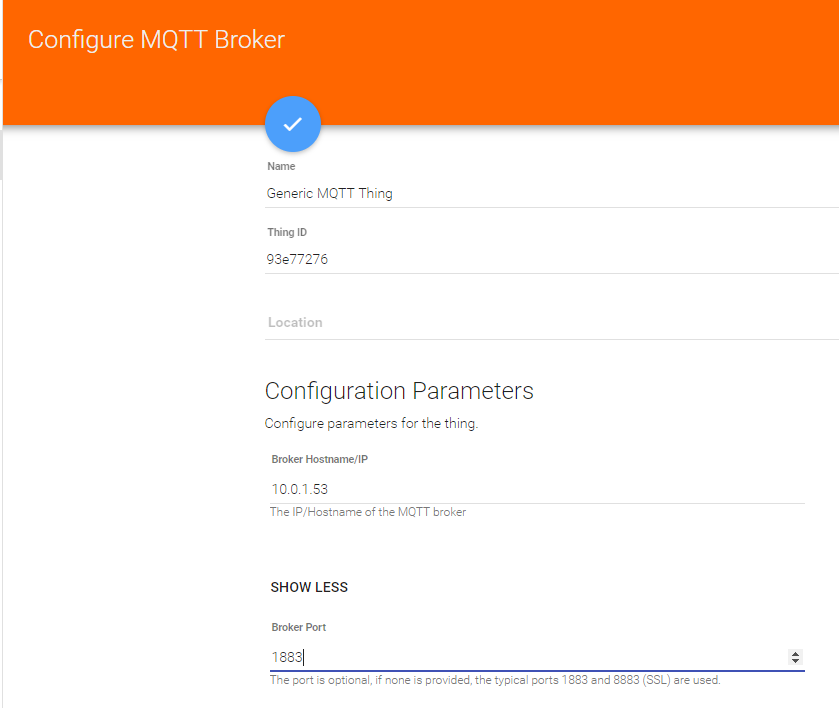 Configure MQTT Broker
Name
Generic MQTT Thing
Thing ID
93e77276
Location
Configuration Parameters
Configure parameters for the thing.
Broker Hostname/IP
10.0.1.53
The IP/Hostname of the MQTT broker
SHOW LESS
Broker Port
1883
The port is optional, if none is provided, the typical ports 1883 and 8883 (SSL) are used.